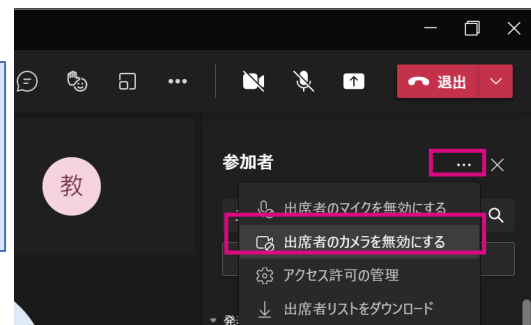 退出
教
参加者
出席者のマイクを無効にする
出席者のカメラを無効にする
アクセス許可の管理
出席者リストをダウンロード